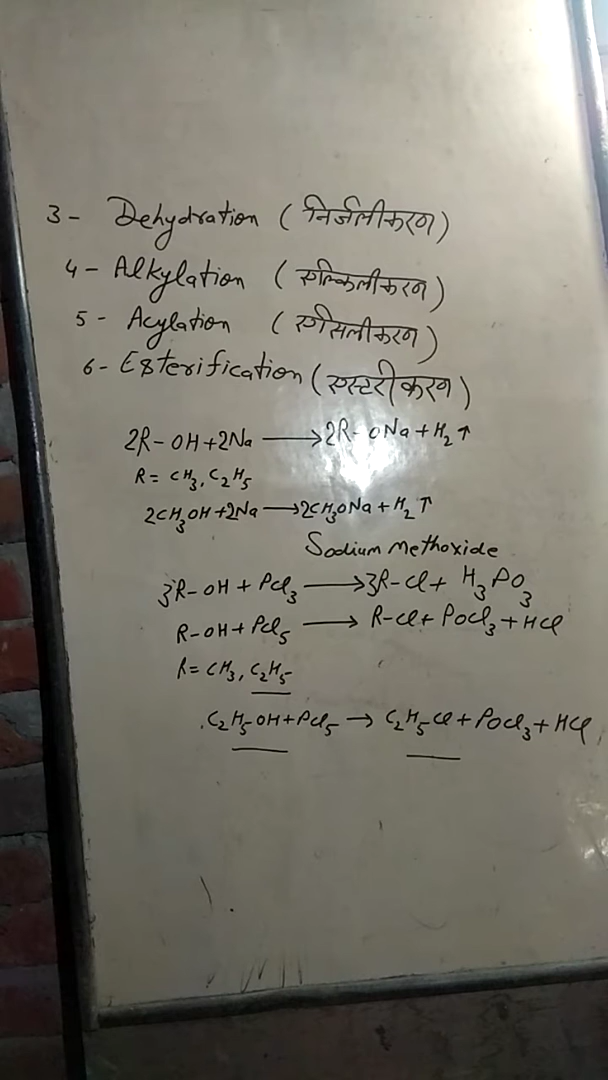 3- Dehydration (निर्जलीकरण)
4- Alkylation (एल्किलीकरण)
5- Acylation (एसीलीकरण)
6- Esterification (एस्टरीकरण)
2R-OH+2Na ⟶ 2R-ONa+H₂↑
R= CH₃, C₂H₅
2CH₃OH+2Na ⟶ 2CH₃ONa+H₂↑
Sodium methoxide
3R-OH + PCl₃ ⟶ 3R-Cl + H₃PO₃
R-OH+PCl₅ ⟶ R-Cl+ POCl₃+HCl
R= CH₃, C₂H₅
C₂H₅OH+PCl₅ → C₂H₅Cl+POCl₃+HCl